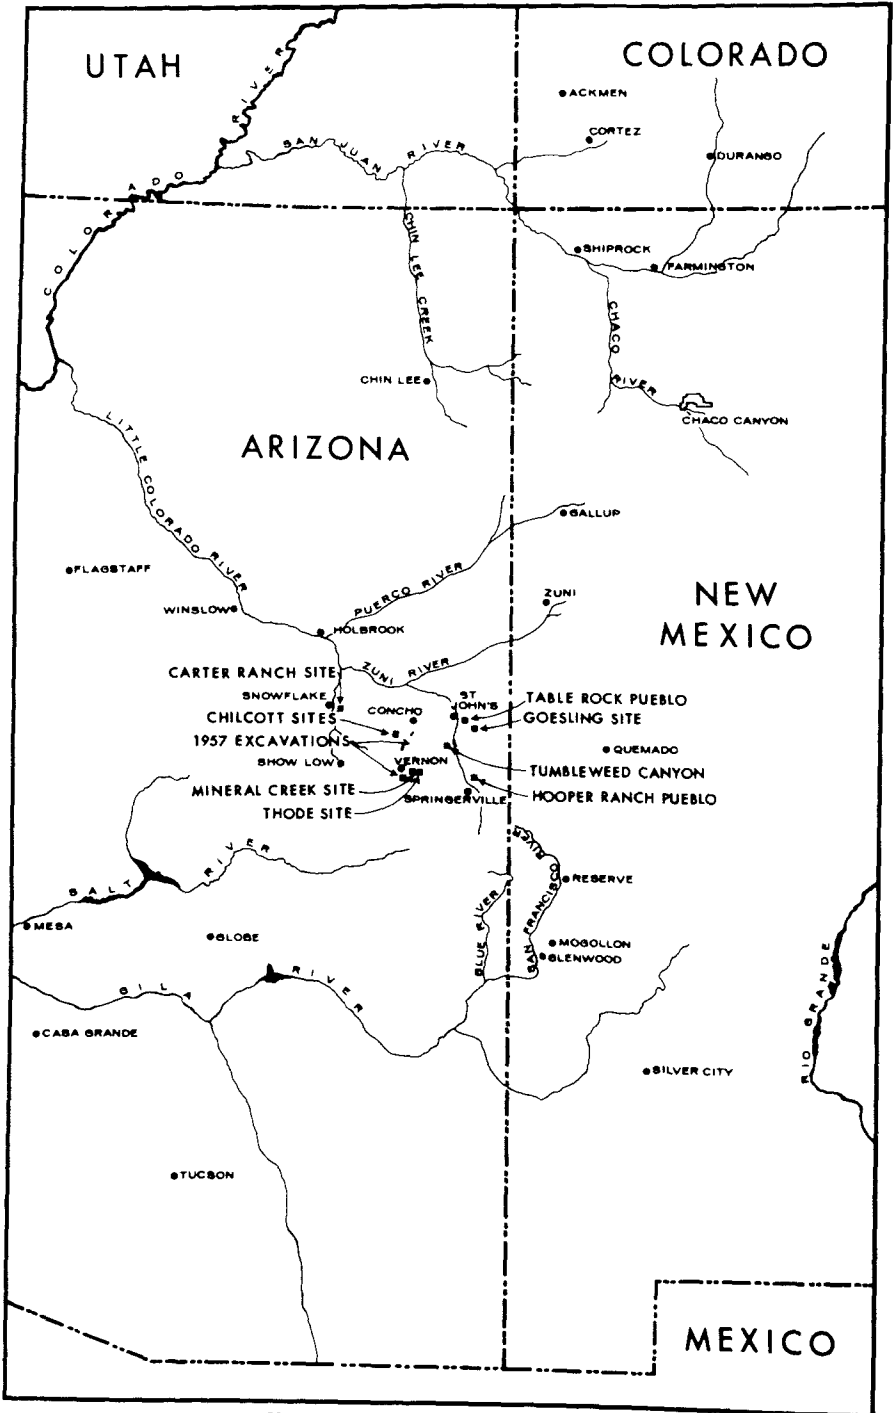 UTAH
COLORADO
COLORADO RIVER
SAN JUAN RIVER
ACKMEN
CORTEZ
DURANGO
CHIN LEE CREEK
SHIPROCK
FARMINGTON
CHACO RIVER
CHIN LEE
CHACO CANYON
ARIZONA
LITTLE COLORADO RIVER
GALLUP
FLAGSTAFF
PUERCO RIVER
WINSLOW
ZUNI
NEW
MEXICO
HOLBROOK
CARTER RANCH SITE
ZUNI RIVER
SNOWFLAKE
ST
JOHN'S
TABLE ROCK PUEBLO
CONCHO
CHILCOTT SITES
GOESLING SITE
1957 EXCAVATIONS
QUEMADO
SHOW LOW
VERNON
TUMBLEWEED CANYON
MINERAL CREEK SITE
SPRINGERVILLE
HOOPER RANCH PUEBLO
THODE SITE
SALT RIVER
SAN FRANCISCO RIVER
RESERVE
BLUE RIVER
MESA
GLOBE
MOGOLLON
GLENWOOD
GILA RIVER
RIO GRANDE
CASA GRANDE
SILVER CITY
TUCSON
MEXICO